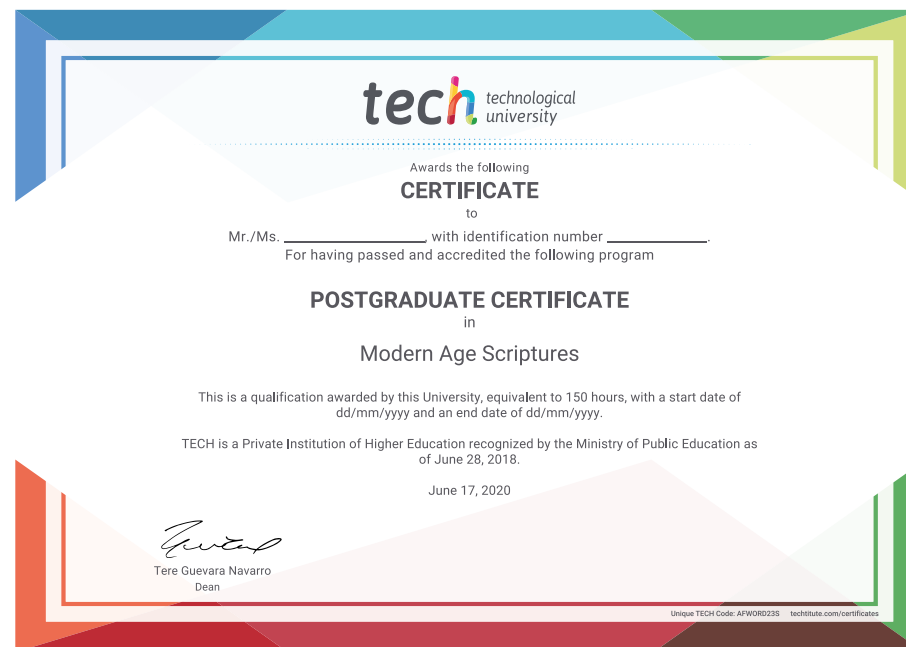 tech technological
university
Awards the following
CERTIFICATE
to
Mr./Ms. ____________________, with identification number ______________.
For having passed and accredited the following program
POSTGRADUATE CERTIFICATE
in
Modern Age Scriptures
This is a qualification awarded by this University, equivalent to 150 hours, with a start date of
dd/mm/yyyy and an end date of dd/mm/yyyy.
TECH is a Private Institution of Higher Education recognized by the Ministry of Public Education as
of June 28, 2018.
June 17, 2020
Tere Guevara Navarro
Dean
Unique TECH Code: AFWORD23S techtitute.com/certificates